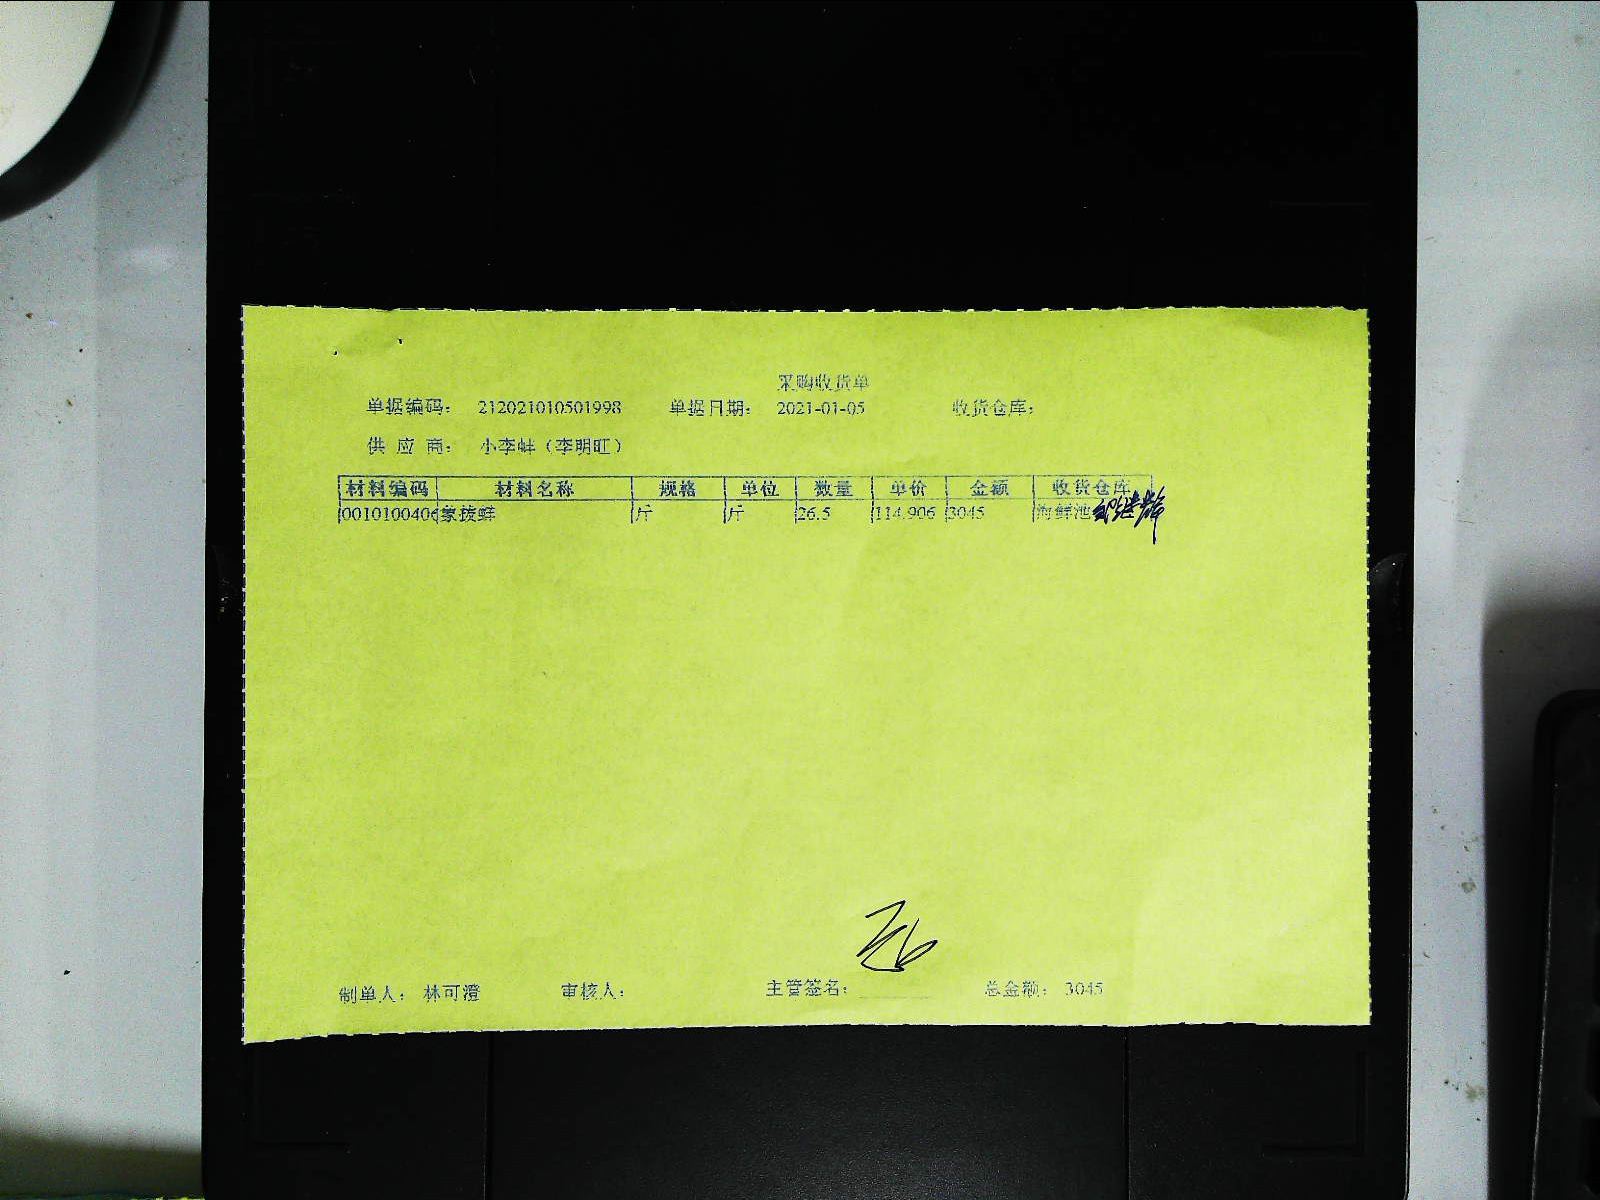 采购收货单
单据编码： 212021010501998 单据日期： 2021-01-05 收货仓库：
供 应 商： 小李蚌（李明旺）
材料编码 材料名称 规格 单位 数量 单价 金额 收货仓库
0010100406 象拔蚌 斤 斤 26.5 114.906 3045 海鲜池
制单人： 林可澄 审核人： 主管签名： 总金额： 3045